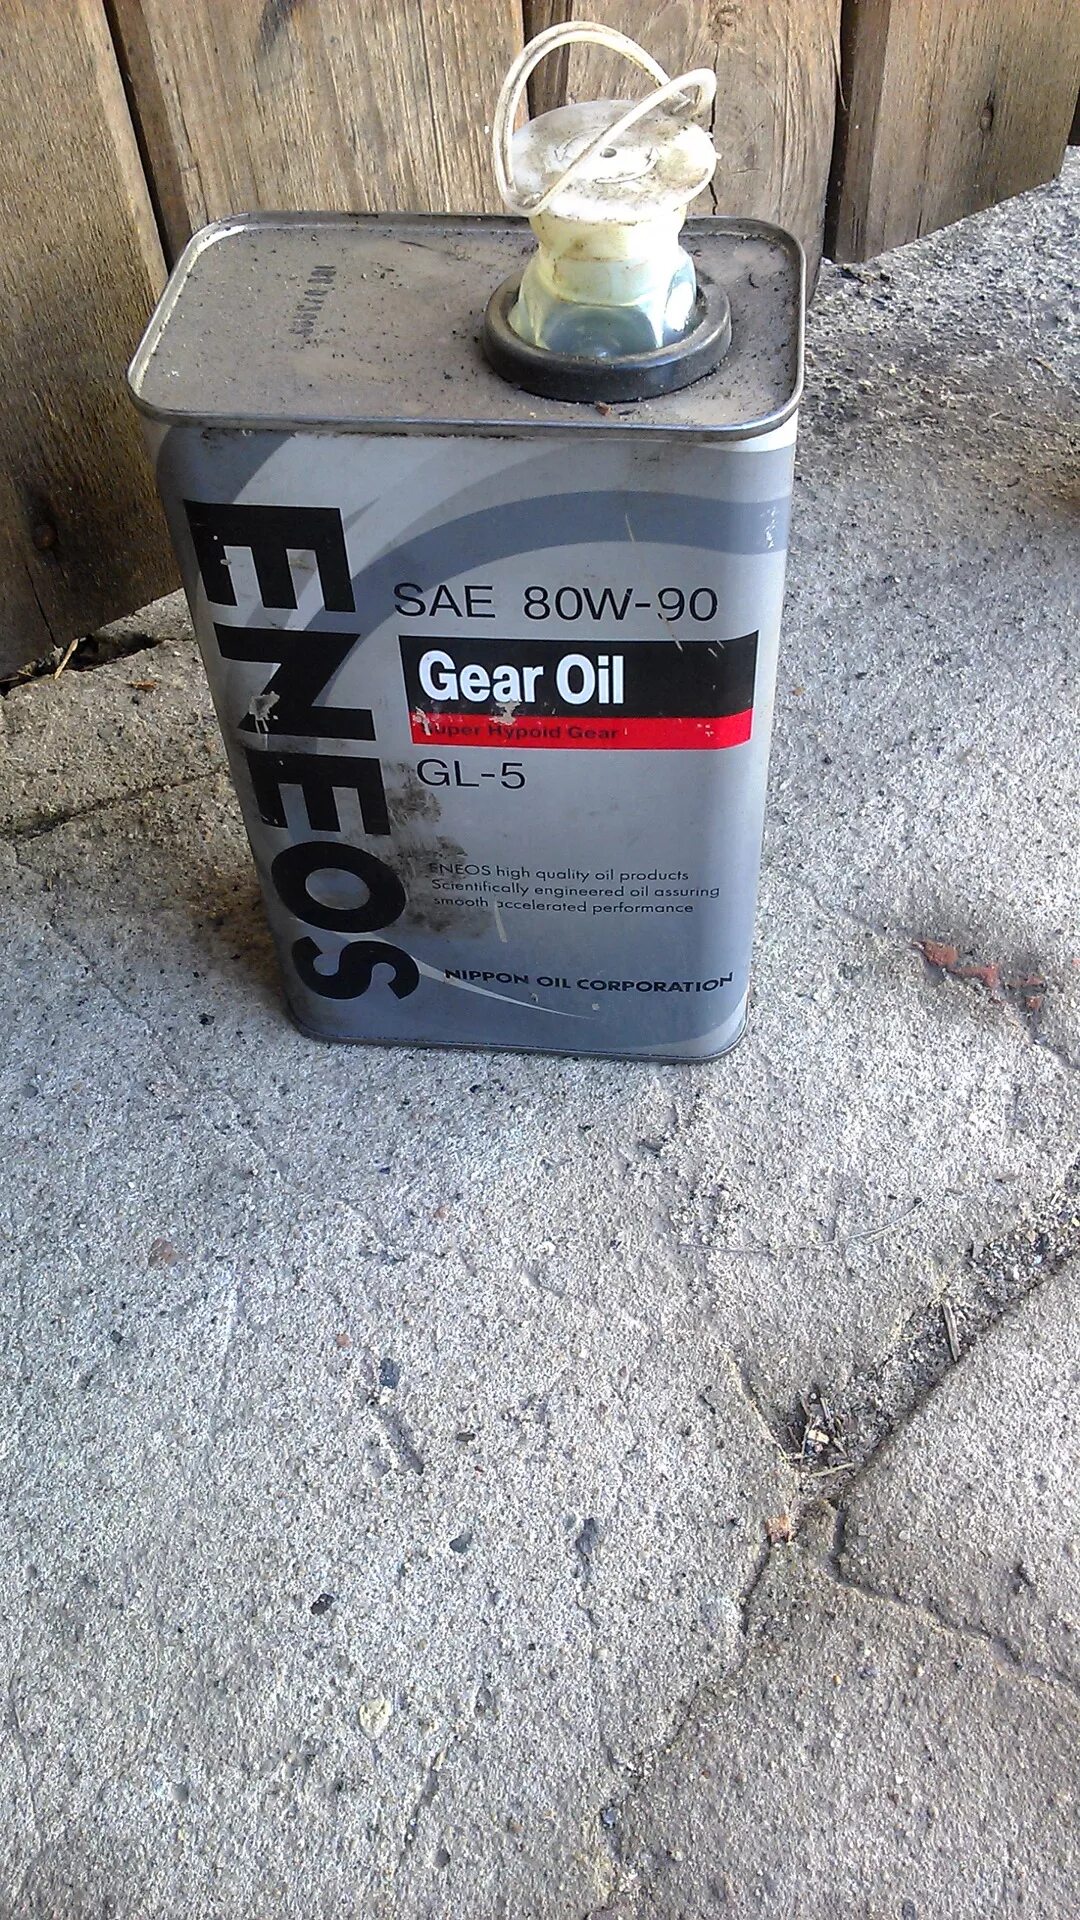 ENEOS
SAE 80W-90
Gear Oil
Super Hypoid Gear
GL-5
ENEOS high quality oil products
Scientifically engineered oil assuring
smooth accelerated performance
NIPPON OIL CORPORATION